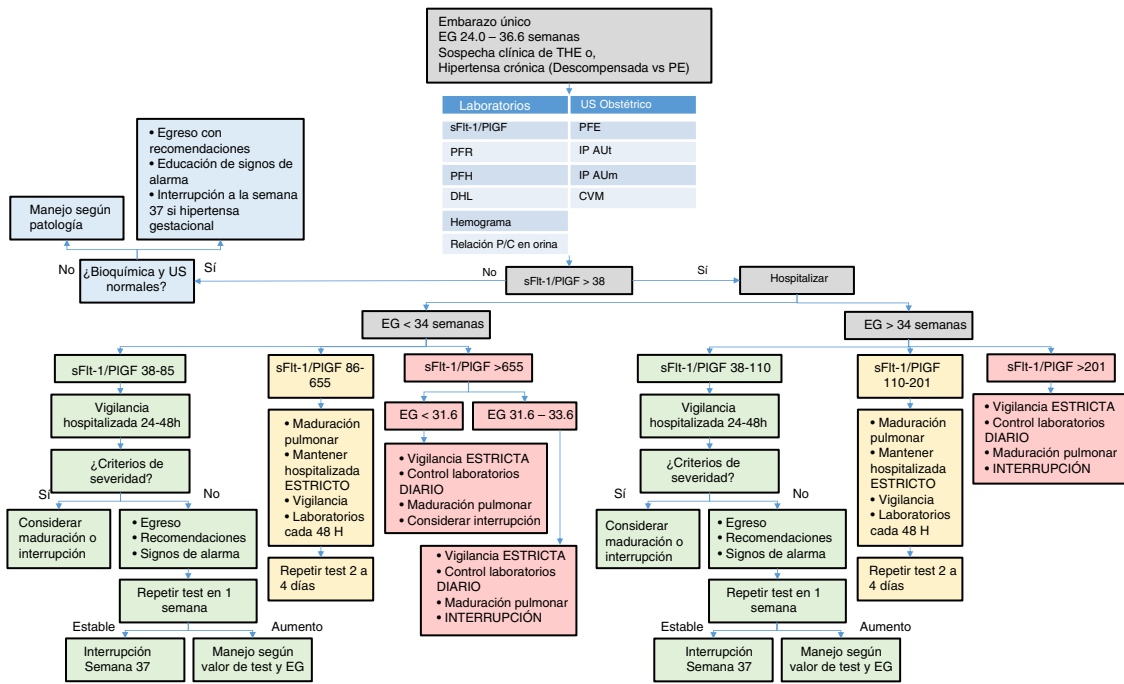 Embarazo único
EG 24.0 – 36.6 semanas
Sospecha clínica de THE o,
Hipertensa crónica (Descompensada vs PE)
Laboratorios
US Obstétrico
sFlt-1/PlGF
PFE
PFR
IP AUt
PFH
IP AUm
DHL
CVM
Hemograma
Relación P/C en orina
• Egreso con
recomendaciones
• Educación de signos de
alarma
• Interrupción a la semana
37 si hipertensa
gestacional
Manejo según
patología
No
¿Bioquímica y US
normales?
Sí
No
sFlt-1/PlGF > 38
Sí
Hospitalizar
EG < 34 semanas
EG > 34 semanas
sFlt-1/PlGF 38-85
Vigilancia
hospitalizada 24-48h
¿Criterios de
severidad?
Sí
No
Considerar
maduración o
interrupción
• Egreso
• Recomendaciones
• Signos de alarma
Repetir test en 1
semana
Estable
Aumento
Interrupción
Semana 37
Manejo según
valor de test y EG
sFlt-1/PlGF 86-
655
• Maduración
pulmonar
• Mantener
hospitalizada
ESTRICTO
• Vigilancia
• Laboratorios
cada 48 H
Repetir test 2 a
4 días
sFlt-1/PlGF >655
EG < 31.6
EG 31.6 – 33.6
• Vigilancia ESTRICTA
• Control laboratorios
DIARIO
• Maduración pulmonar
• Considerar interrupción
• Vigilancia ESTRICTA
• Control laboratorios
DIARIO
• Maduración pulmonar
• INTERRUPCIÓN
sFlt-1/PlGF 38-110
Vigilancia
hospitalizada 24-48h
¿Criterios de
severidad?
Sí
No
Considerar
maduración o
interrupción
• Egreso
• Recomendaciones
• Signos de alarma
Repetir test en 1
semana
Estable
Aumento
Interrupción
Semana 37
Manejo según
valor de test y EG
sFlt-1/PlGF
110-201
• Maduración
pulmonar
• Mantener
hospitalizada
ESTRICTO
• Vigilancia
• Laboratorios
cada 48 H
Repetir test 2 a
4 días
sFlt-1/PlGF >201
• Vigilancia ESTRICTA
• Control laboratorios
DIARIO
• Maduración pulmonar
• INTERRUPCIÓN